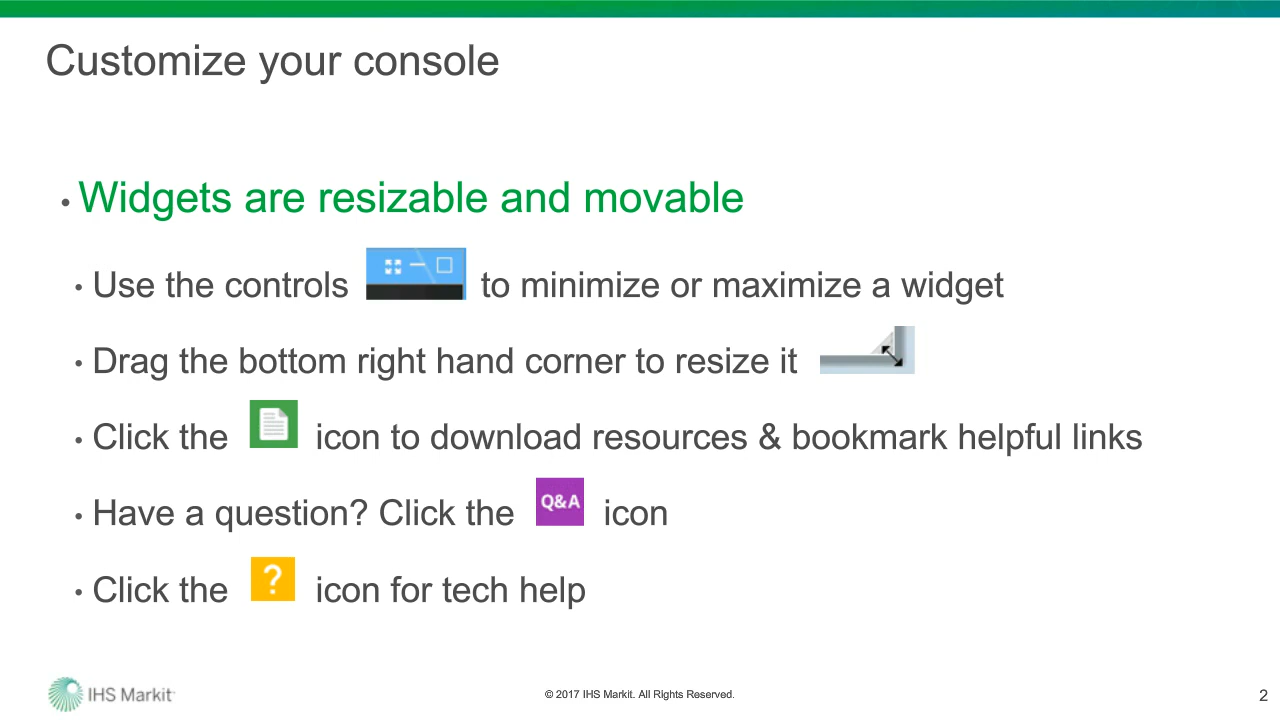 Customize your console
• Widgets are resizable and movable
• Use the controls to minimize or maximize a widget
• Drag the bottom right hand corner to resize it
• Click the icon to download resources & bookmark helpful links
• Have a question? Click the Q&A icon
• Click the ? icon for tech help
IHS Markit
© 2017 IHS Markit. All Rights Reserved.
2